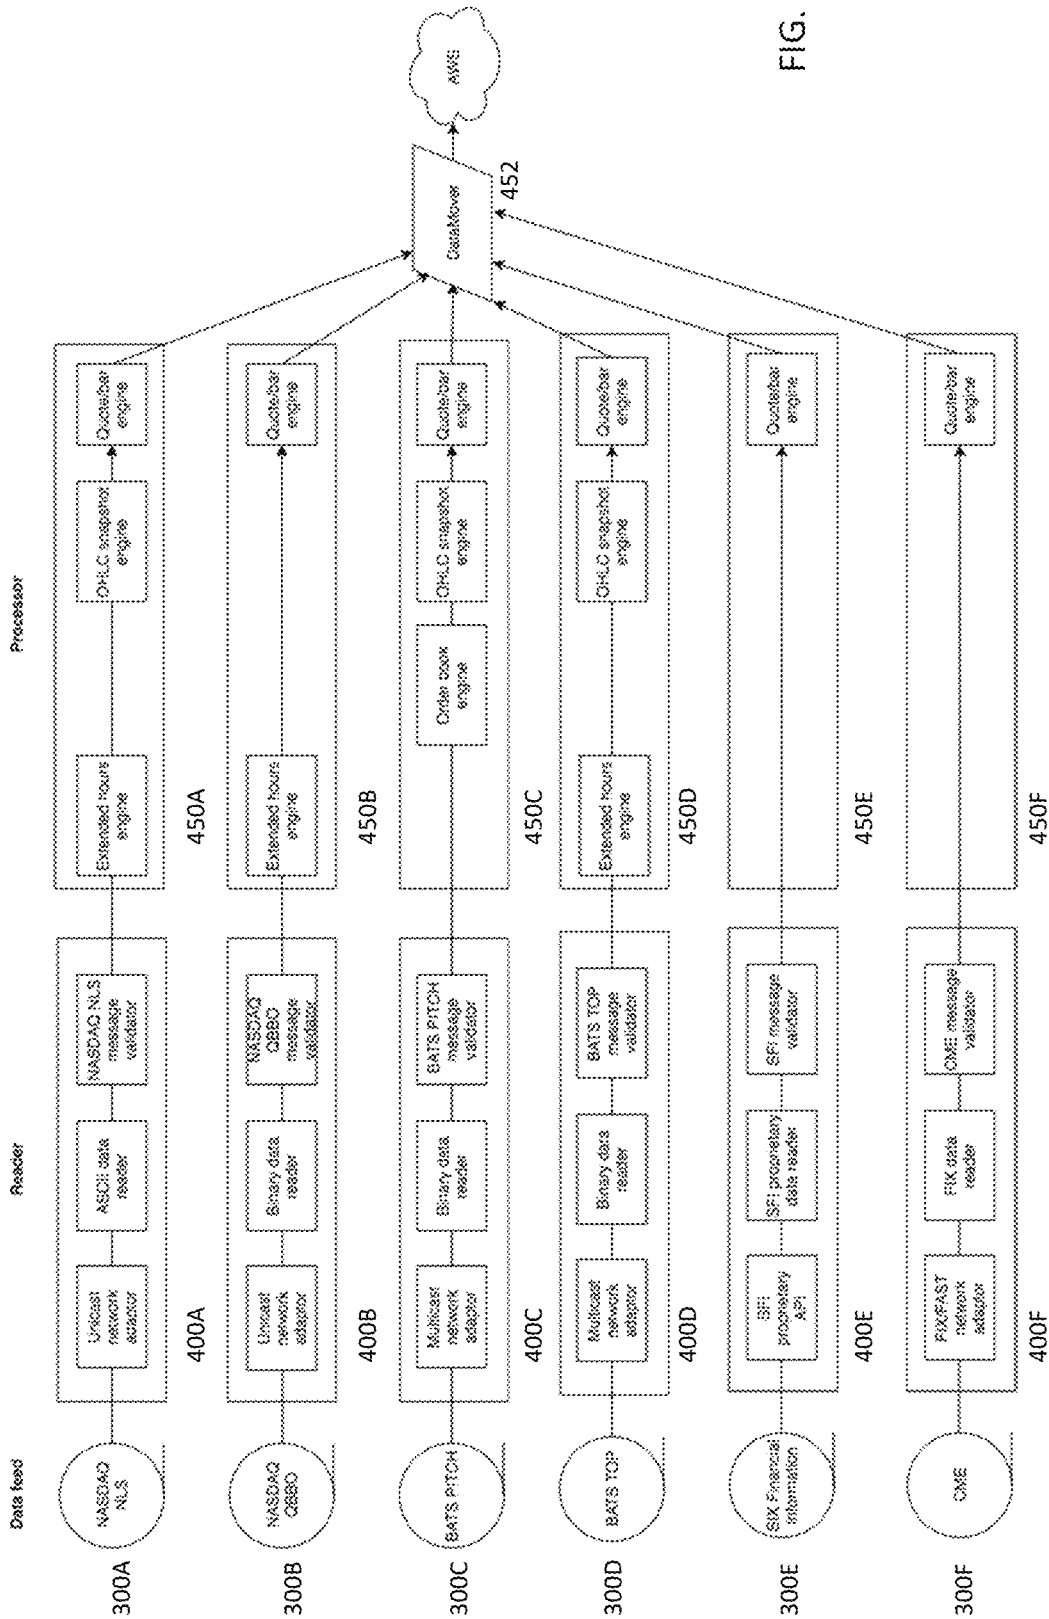 Data feed
Reader
Processor
300A
NASDAQ
NLS
Unicast
network
adaptor
ASCII data
reader
NASDAQ NLS
message
validator
400A
Extended hours
engine
OHLC snapshot
engine
Quote/bar
engine
450A
300B
NASDAQ
QBBO
Unicast
network
adaptor
Binary data
reader
NASDAQ
QBBO
message
validator
400B
Extended hours
engine
Quote/bar
engine
450B
300C
BATS PITCH
Multicast
network
adaptor
Binary data
reader
BATS PITCH
message
validator
400C
Order book
engine
OHLC snapshot
engine
Quote/bar
engine
450C
300D
BATS TOP
Multicast
network
adaptor
Binary data
reader
BATS TOP
message
validator
400D
Extended hours
engine
OHLC snapshot
engine
Quote/bar
engine
450D
300E
SIX Financial
Information
SFI
proprietary
API
SFI proprietary
data reader
SFI message
validator
400E
Quote/bar
engine
450E
300F
CME
FIX/FAST
network
adaptor
FIX data
reader
CME message
validator
400F
Quote/bar
engine
450F
DataMover
452
AWS
FIG.